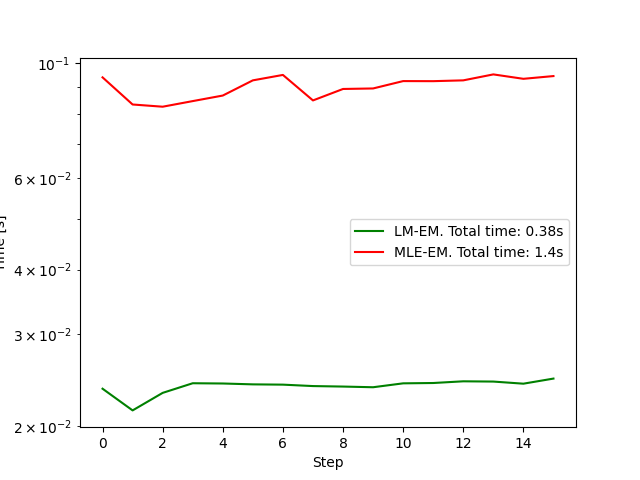 10⁻¹
6 × 10⁻²
4 × 10⁻²
3 × 10⁻²
2 × 10⁻²
LM-EM. Total time: 0.38s
MLE-EM. Total time: 1.4s
0 2 4 6 8 10 12 14
Step